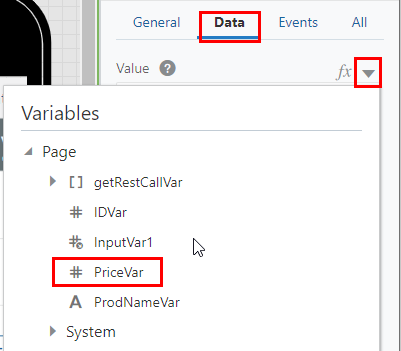 General Data Events All
Value ? fx
Variables
Page
[ ] getRestCallVar
# IDVar
InputVar1
# PriceVar
A ProdNameVar
System